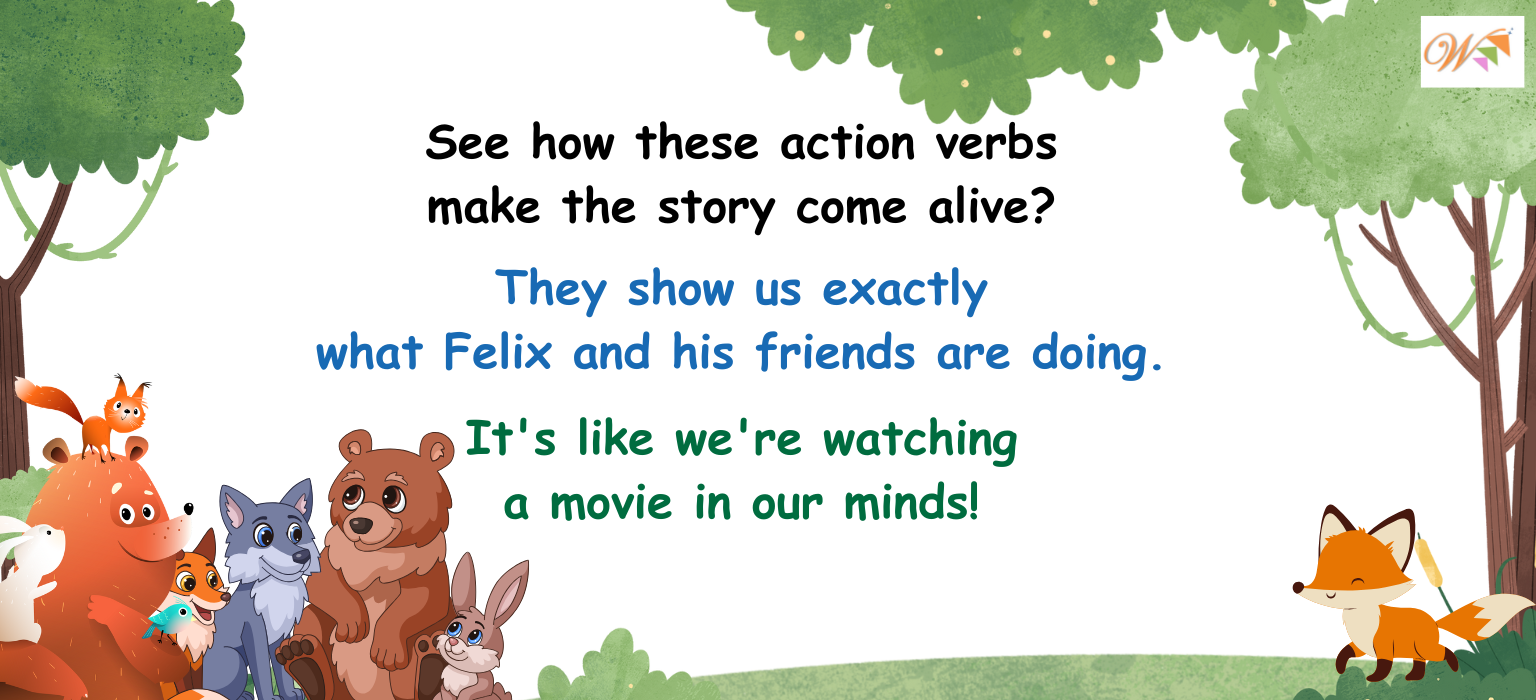 See how these action verbs
make the story come alive?
They show us exactly
what Felix and his friends are doing.
It's like we're watching
a movie in our minds!